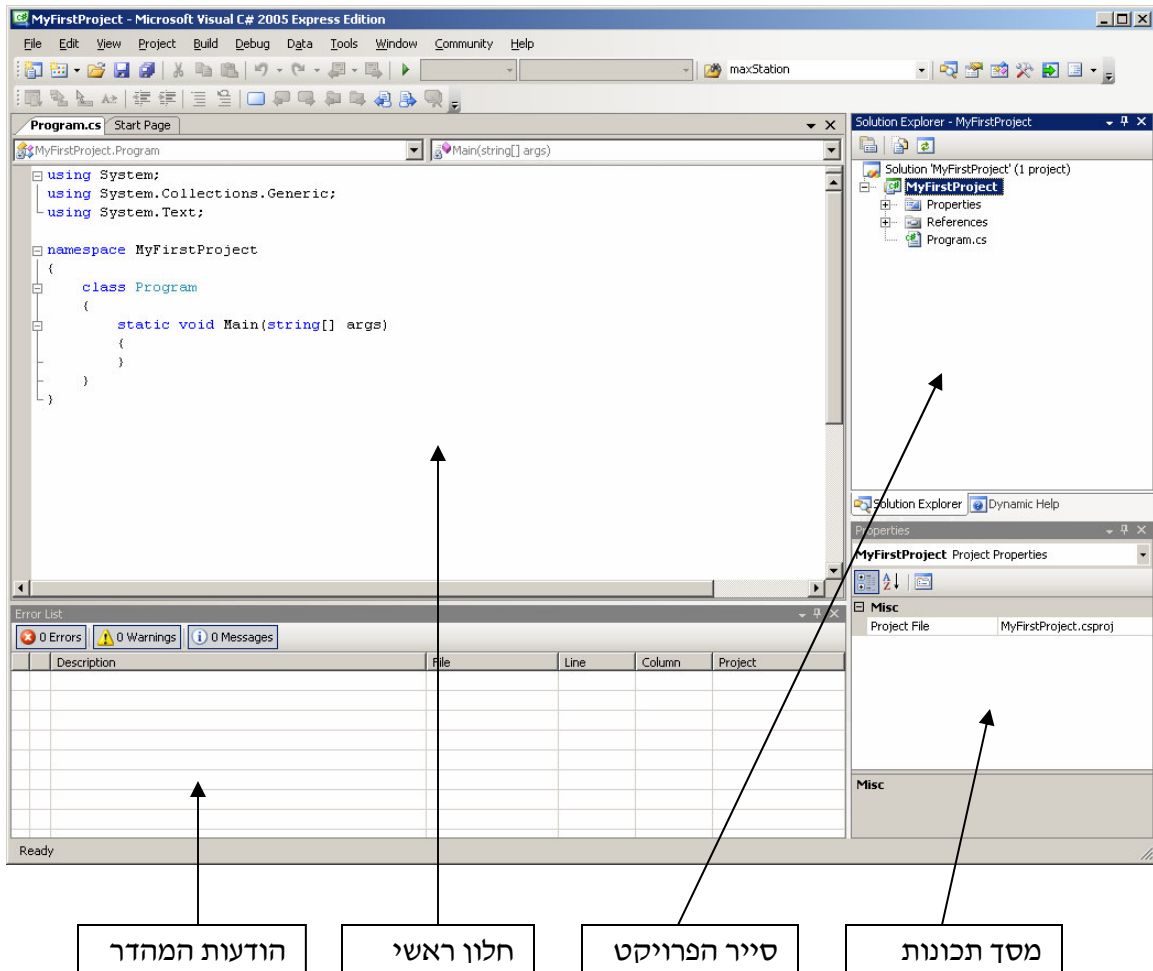 MyFirstProject - Microsoft Visual C# 2005 Express Edition
File Edit View Project Build Debug Data Tools Window Community Help
maxStation
Program.cs Start Page
MyFirstProject.Program Main(string[] args)
using System;
using System.Collections.Generic;
using System.Text;
namespace MyFirstProject
{
class Program
{
static void Main(string[] args)
{
}
}
}
Solution Explorer - MyFirstProject
Solution 'MyFirstProject' (1 project)
MyFirstProject
Properties
References
Program.cs
Solution Explorer Dynamic Help
Properties
MyFirstProject Project Properties
Misc
Project File MyFirstProject.csproj
Misc
Error List
0 Errors 0 Warnings 0 Messages
Description File Line Column Project
Ready
הודעות המהדר
חלון ראשי
סייר הפרויקט
מסך תכונות